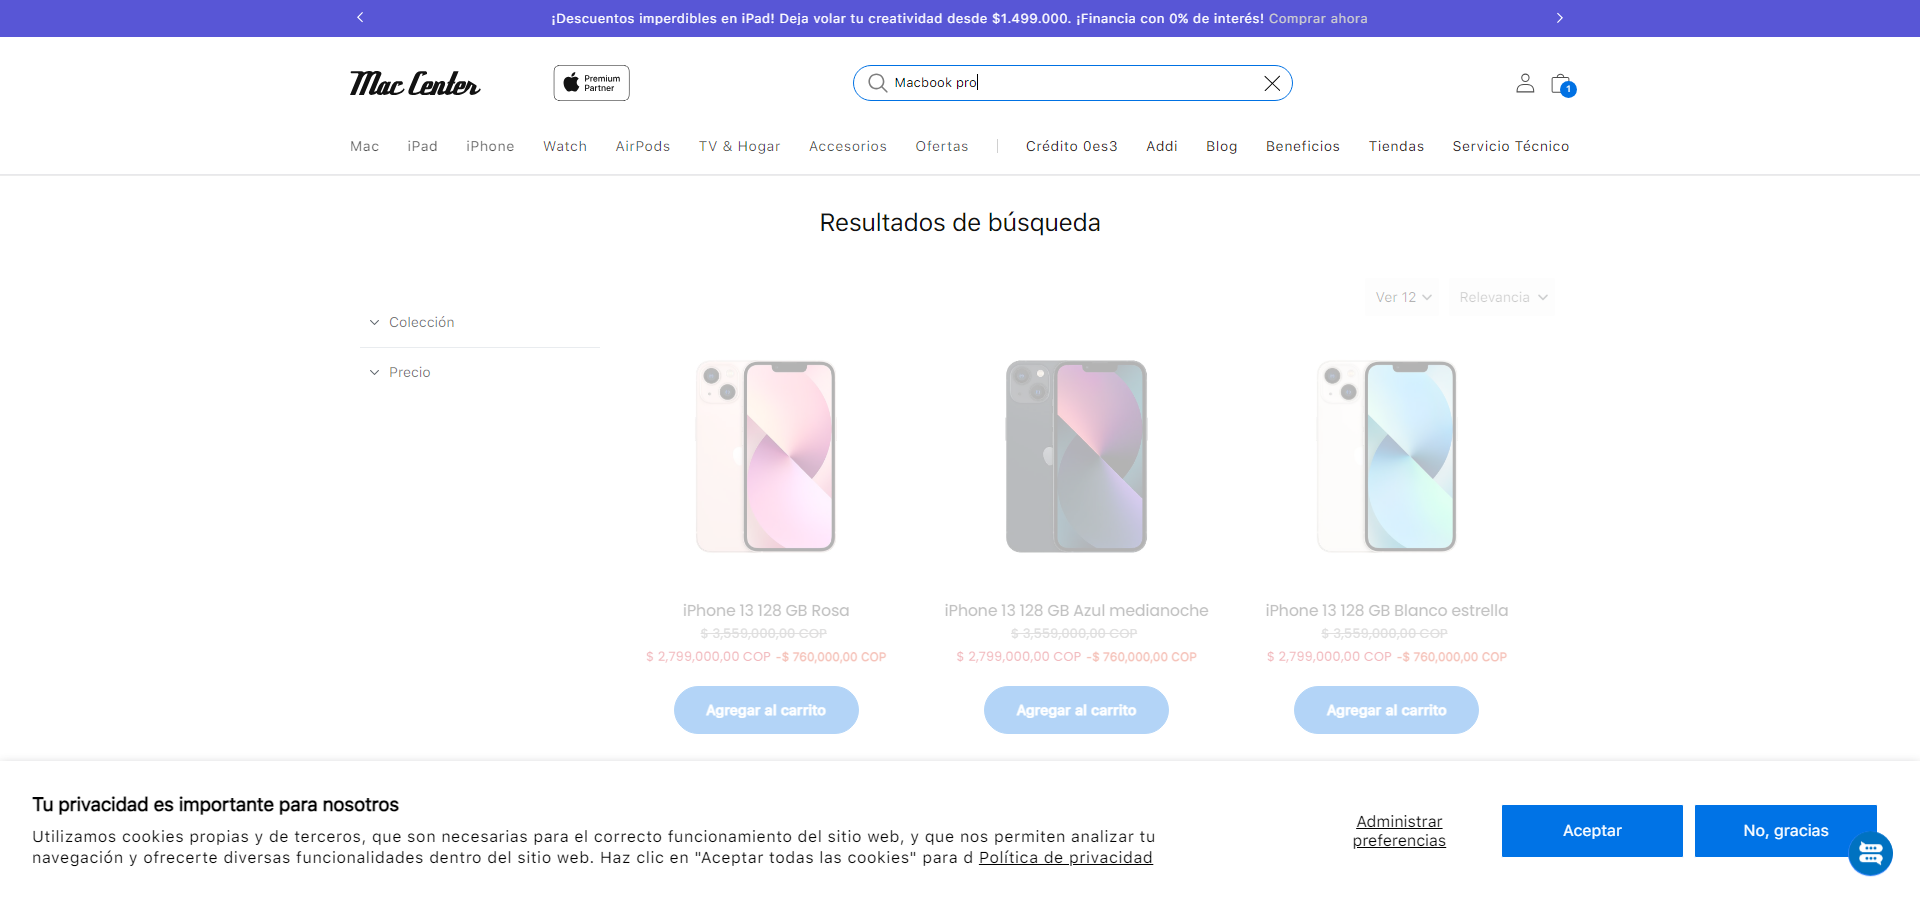 ¡Descuentos imperdibles en iPad! Deja volar tu creatividad desde $1.499.000. ¡Financia con 0% de interés! Comprar ahora
Mac Center
Premium
Partner
Macbook pro
1
Mac iPad iPhone Watch AirPods TV & Hogar Accesorios Ofertas Crédito 0es3 Addi Blog Beneficios Tiendas Servicio Técnico
Resultados de búsqueda
Ver 12 Relevancia
Colección
Precio
iPhone 13 128 GB Rosa
$ 3,559,000,00 COP
$ 2,799,000,00 COP -$ 760,000,00 COP
Agregar al carrito
iPhone 13 128 GB Azul medianoche
$ 3,559,000,00 COP
$ 2,799,000,00 COP -$ 760,000,00 COP
Agregar al carrito
iPhone 13 128 GB Blanco estrella
$ 3,559,000,00 COP
$ 2,799,000,00 COP -$ 760,000,00 COP
Agregar al carrito
Tu privacidad es importante para nosotros
Utilizamos cookies propias y de terceros, que son necesarias para el correcto funcionamiento del sitio web, y que nos permiten analizar tu
navegación y ofrecerte diversas funcionalidades dentro del sitio web. Haz clic en "Aceptar todas las cookies" para d Política de privacidad
Administrar
preferencias
Aceptar
No, gracias